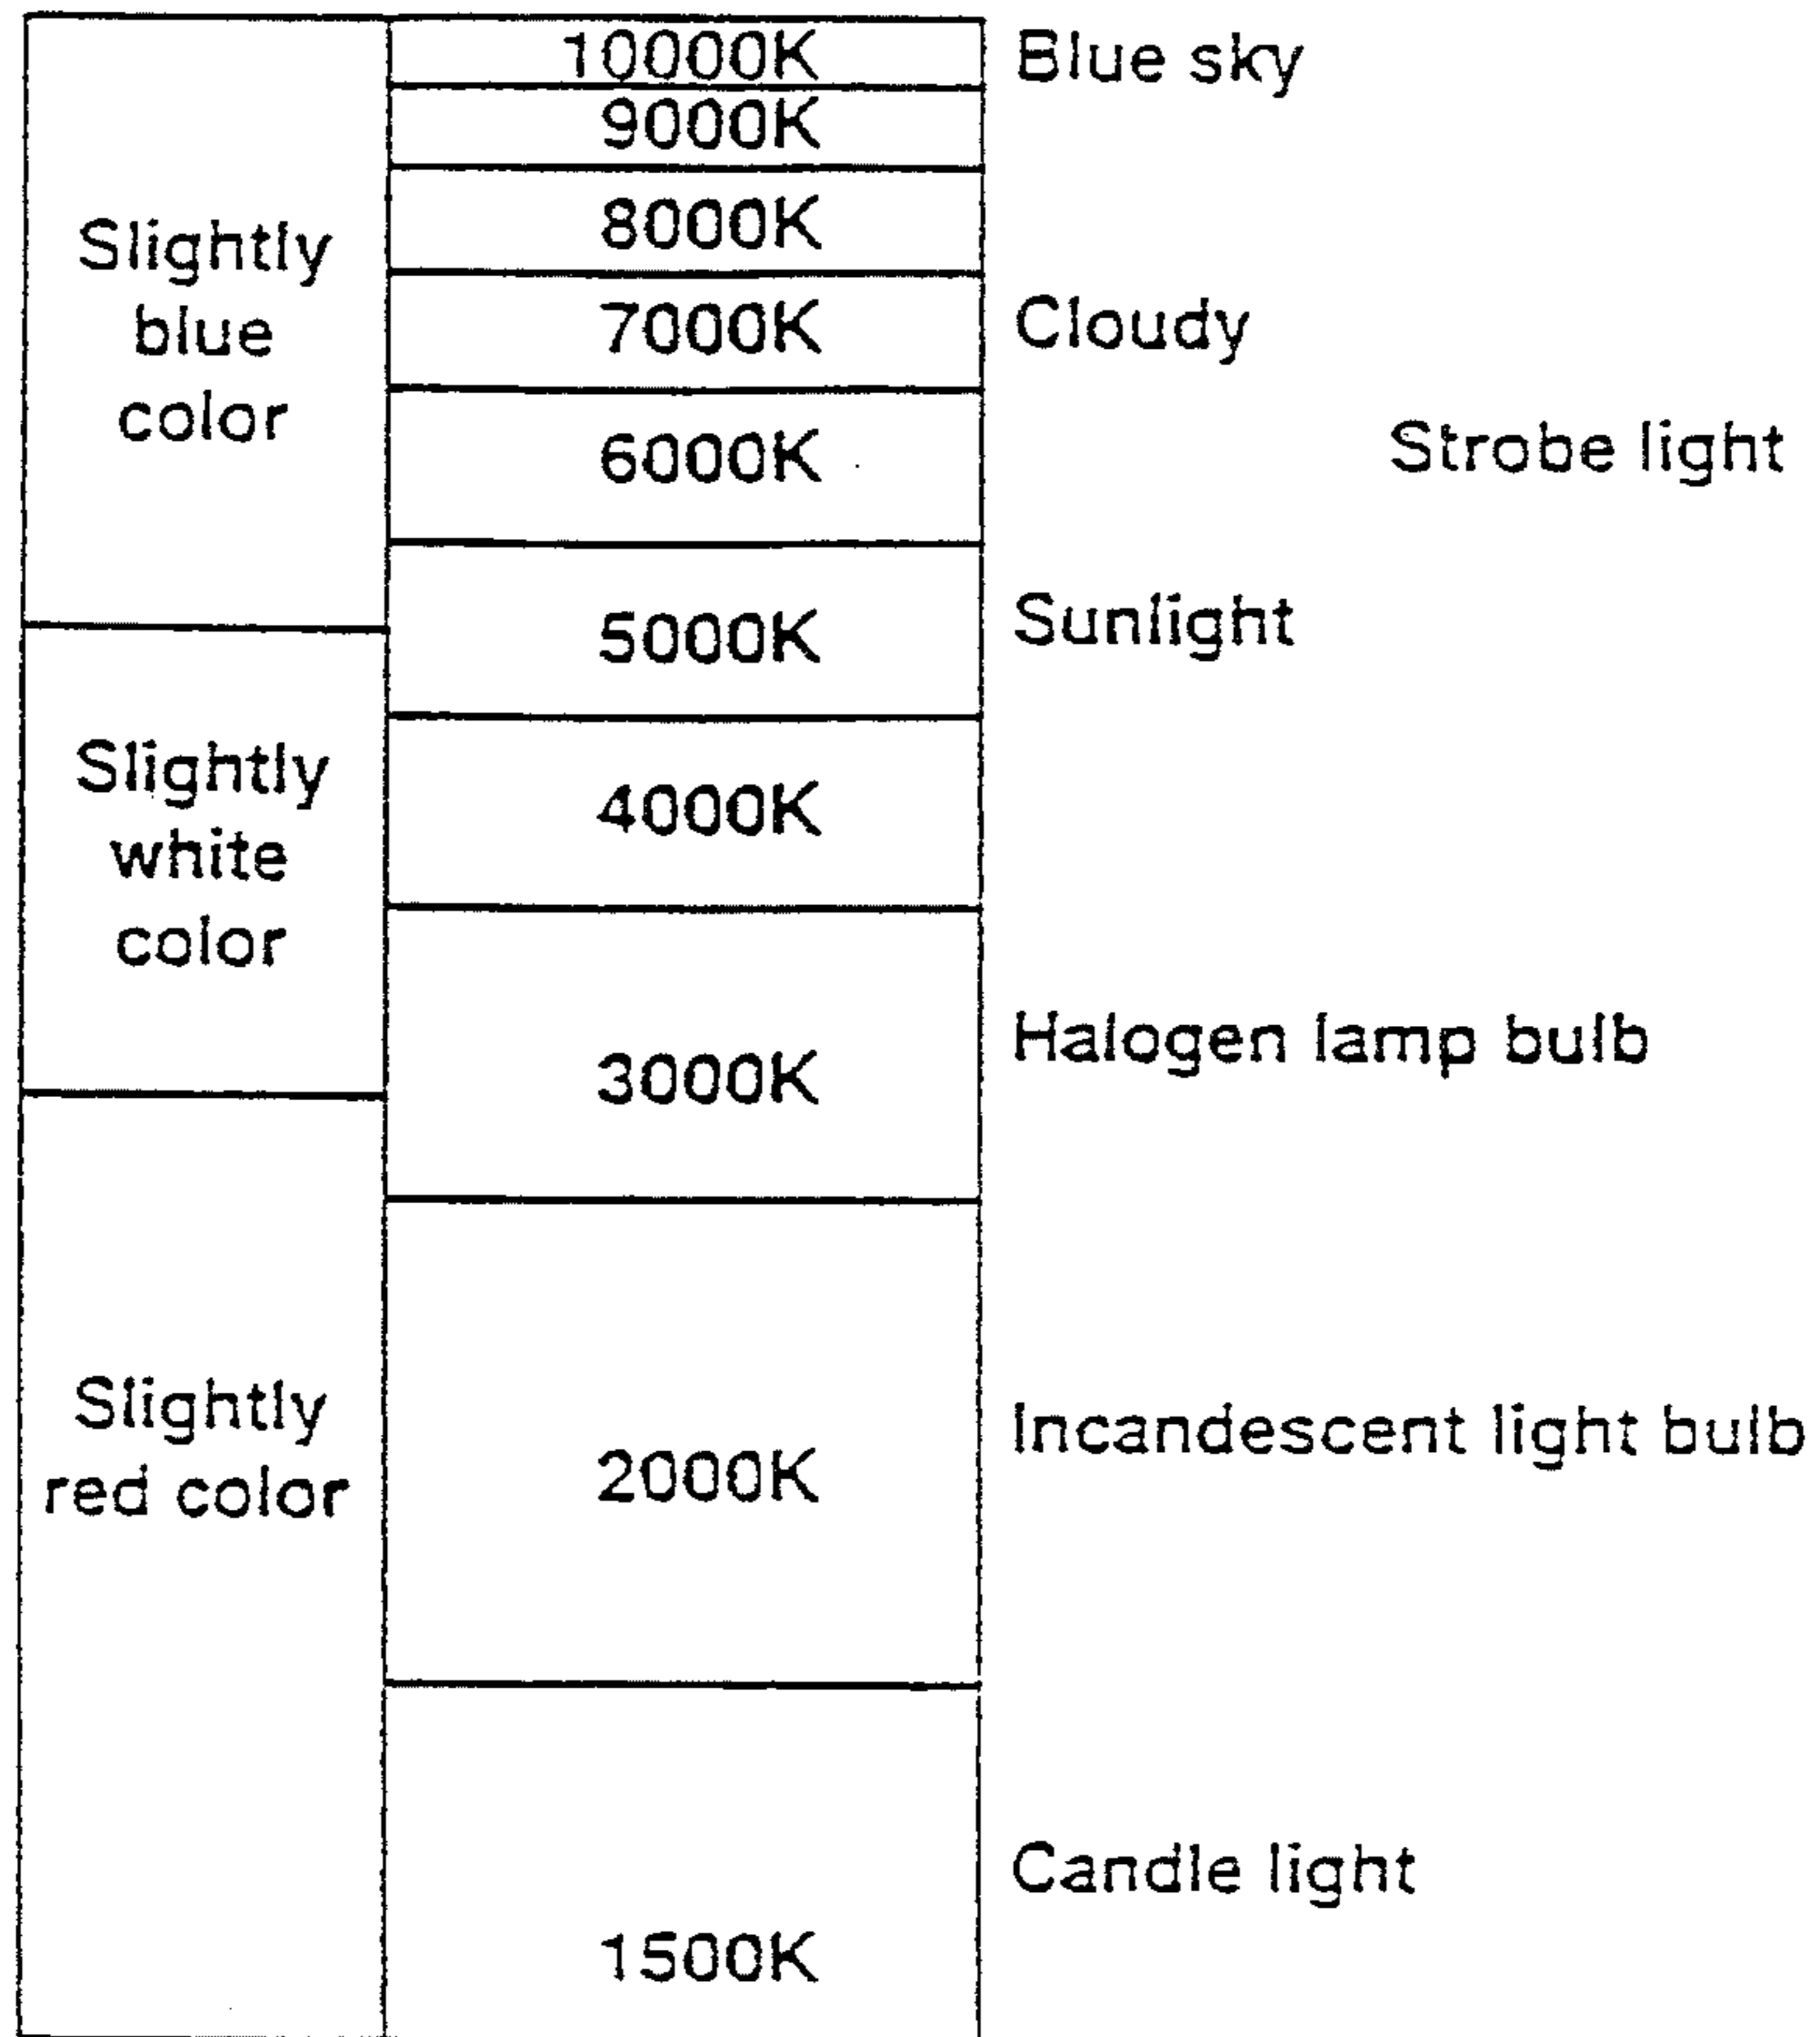 10000K Blue sky
9000K
8000K
Slightly
blue
color
7000K Cloudy
6000K Strobe light
5000K Sunlight
Slightly
white
color
4000K
3000K Halogen lamp bulb
Slightly
red color
2000K Incandescent light bulb
1500K Candle light